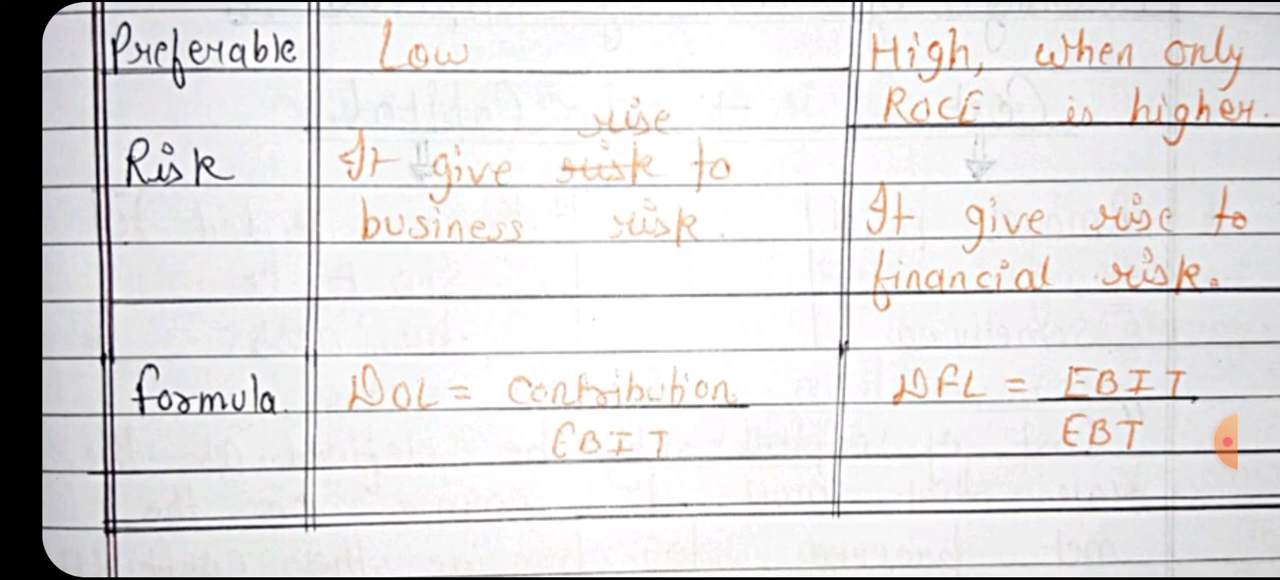 Preferable Low High, when only
ROCE is higher.
rise
Risk It give risk to
business risk. It give rise to
financial risk.
formula. DOL = Contribution DFL = EBIT
EBIT EBT